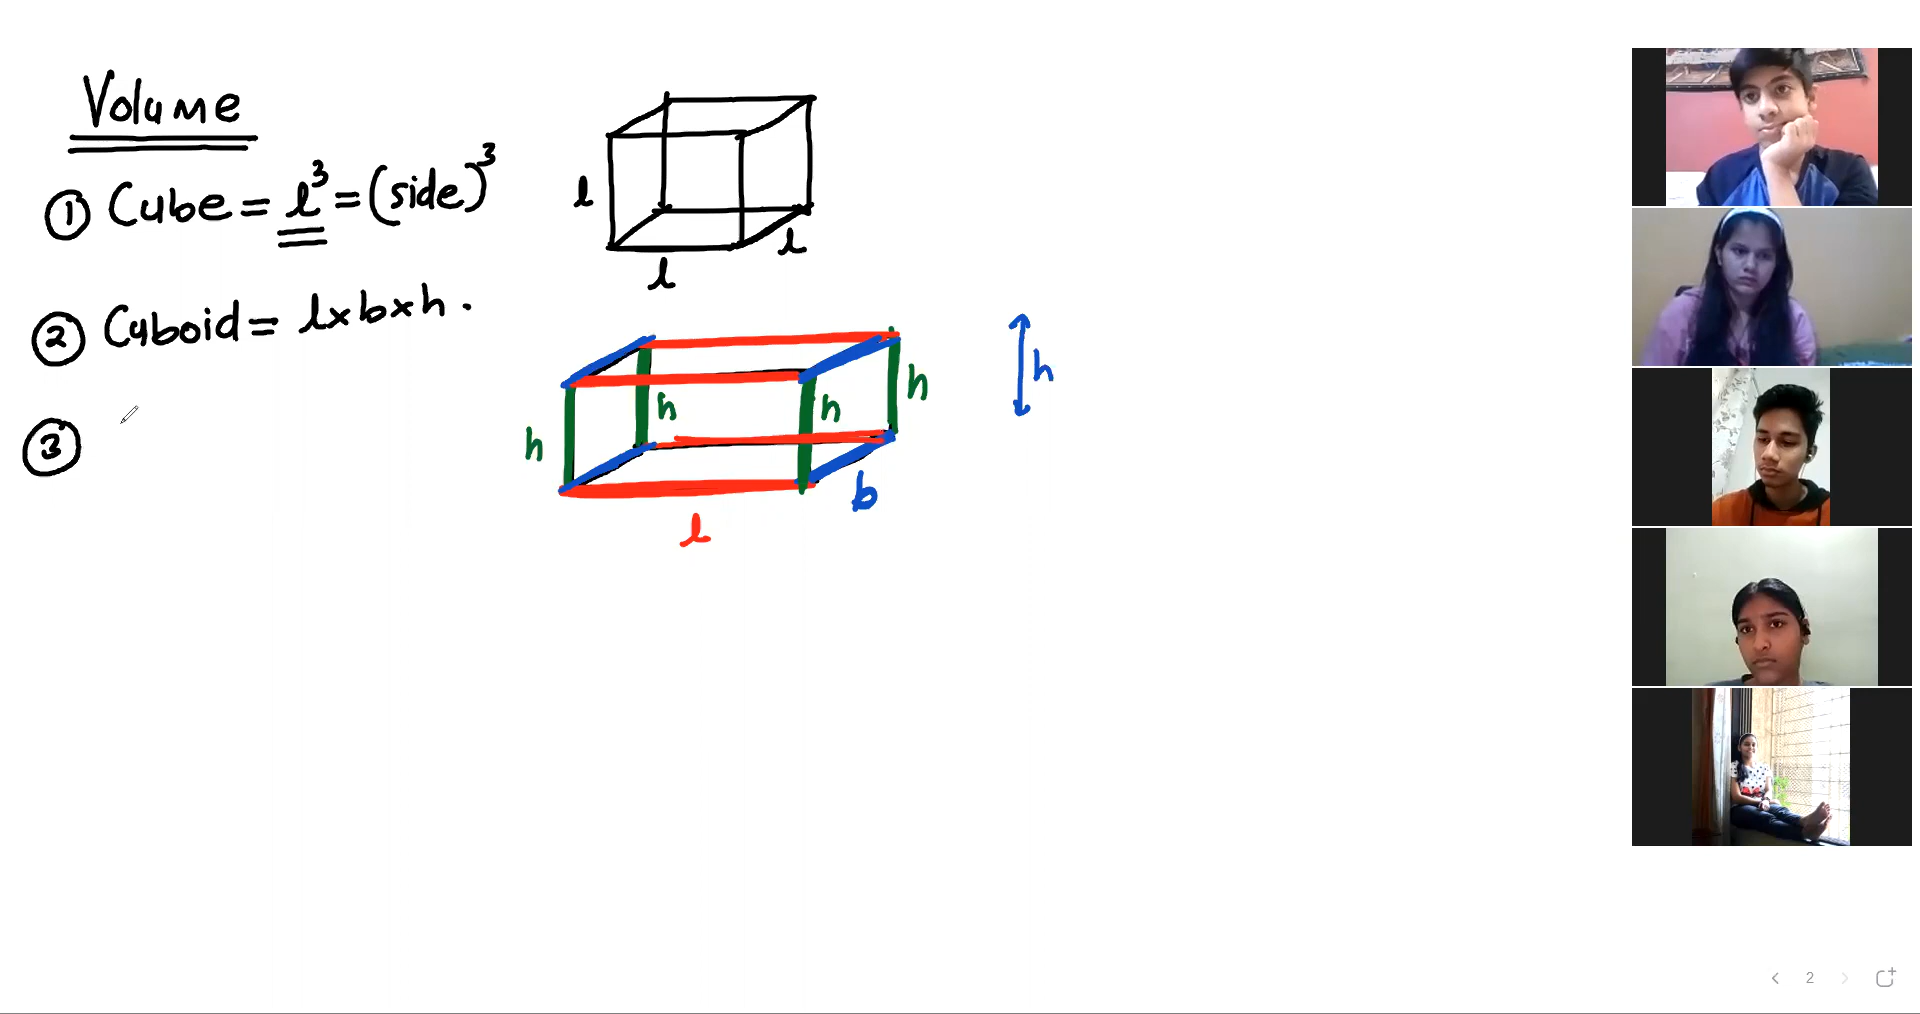 Volume
① Cube = l³ = (side)³
l
l
l
② Cuboid = l×b×h.
h
h
h
h
h
b
l
③
2